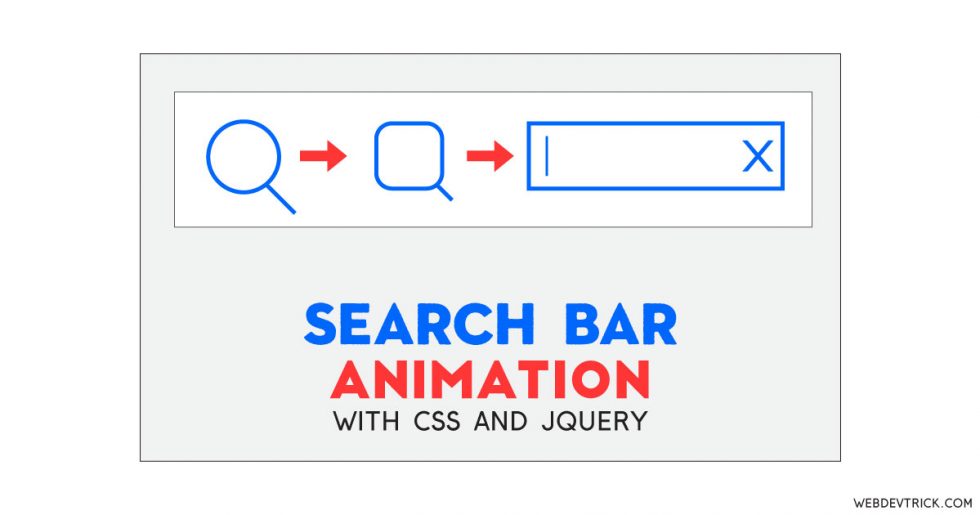 X
SEARCH BAR
ANIMATION
WITH CSS AND JQUERY
WEBDEVTRICK.COM